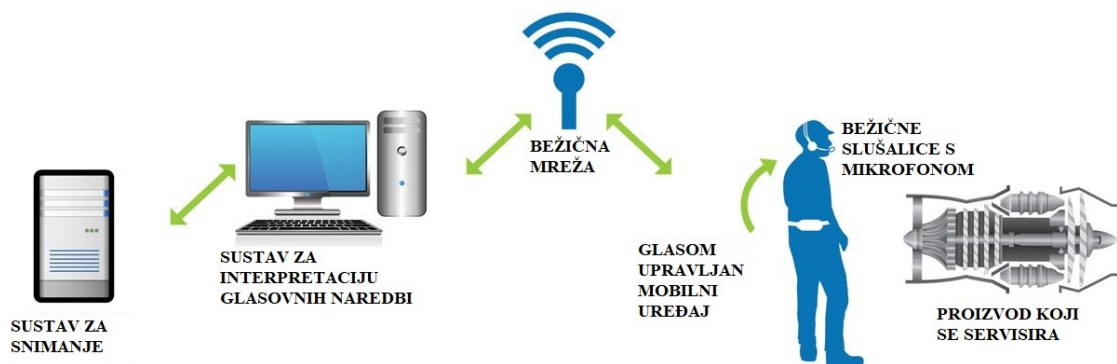 BEŽIČNA
MREŽA
BEŽIČNE
SLUŠALICE S
MIKROFONOM
SUSTAV ZA
INTERPRETACIJU
GLASOVNIH NAREDBI
GLASOM
UPRAVLJAN
MOBILNI
UREĐAJ
SUSTAV ZA
SNIMANJE
PROIZVOD KOJI
SE SERVISIRA